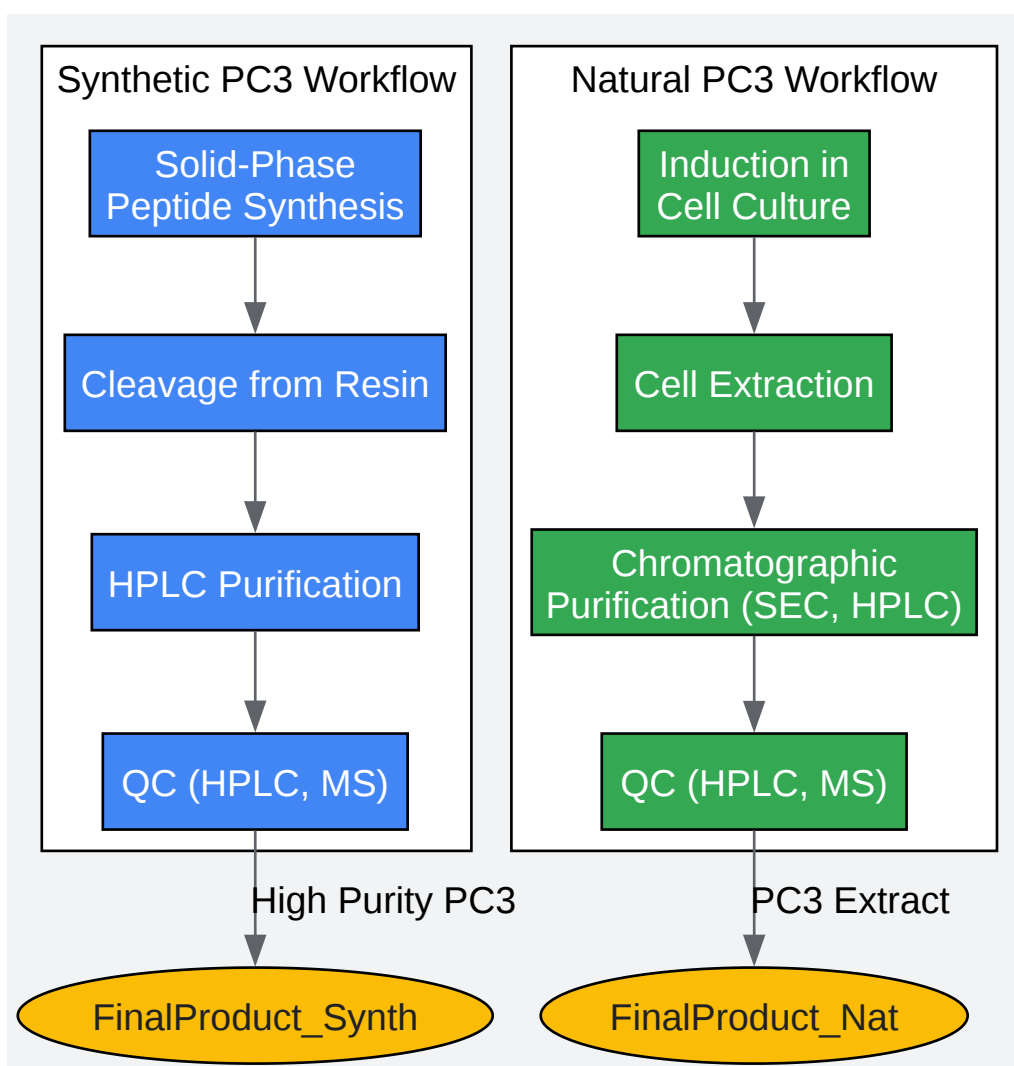 Synthetic PC3 Workflow
Solid-Phase
Peptide Synthesis
Cleavage from Resin
HPLC Purification
QC (HPLC, MS)
High Purity PC3
FinalProduct_Synth
Natural PC3 Workflow
Induction in
Cell Culture
Cell Extraction
Chromatographic
Purification (SEC, HPLC)
QC (HPLC, MS)
PC3 Extract
FinalProduct_Nat